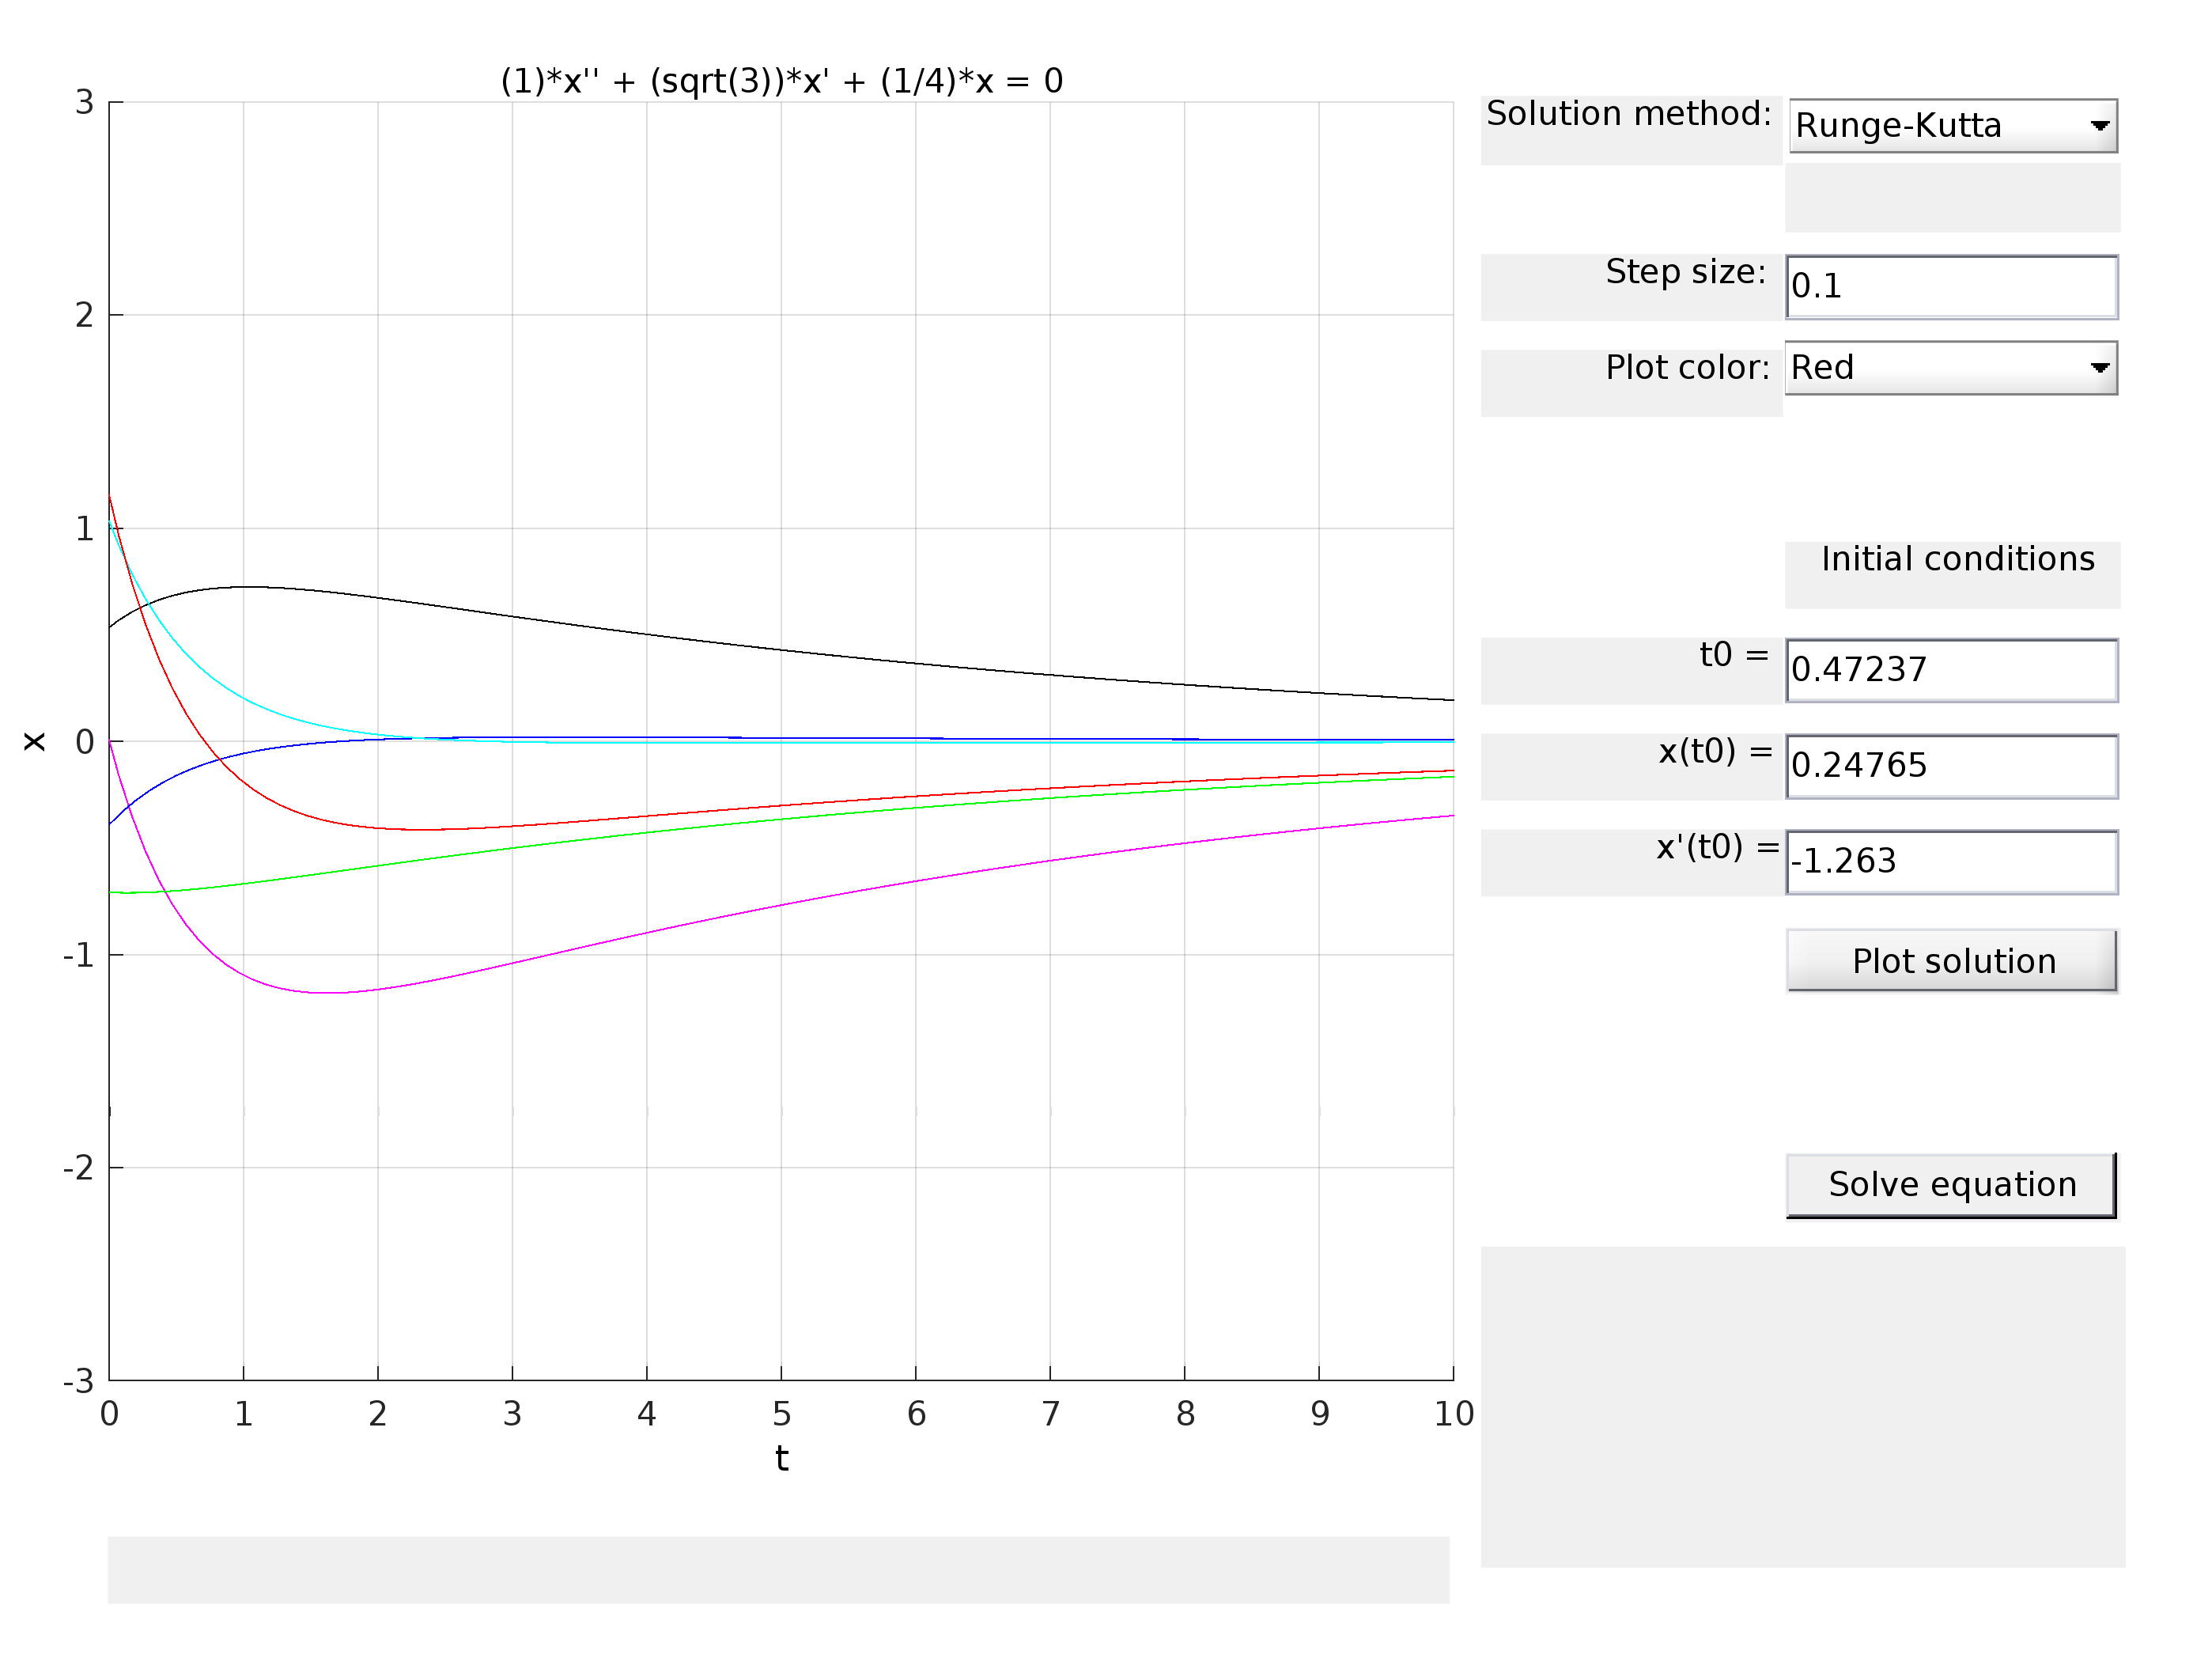 (1)*x'' + (sqrt(3))*x' + (1/4)*x = 0
3
2
1
0
-1
-2
-3
x
0 1 2 3 4 5 6 7 8 9 10
t
Solution method: Runge-Kutta
Step size: 0.1
Plot color: Red
Initial conditions
t0 = 0.47237
x(t0) = 0.24765
x'(t0) = -1.263
Plot solution
Solve equation